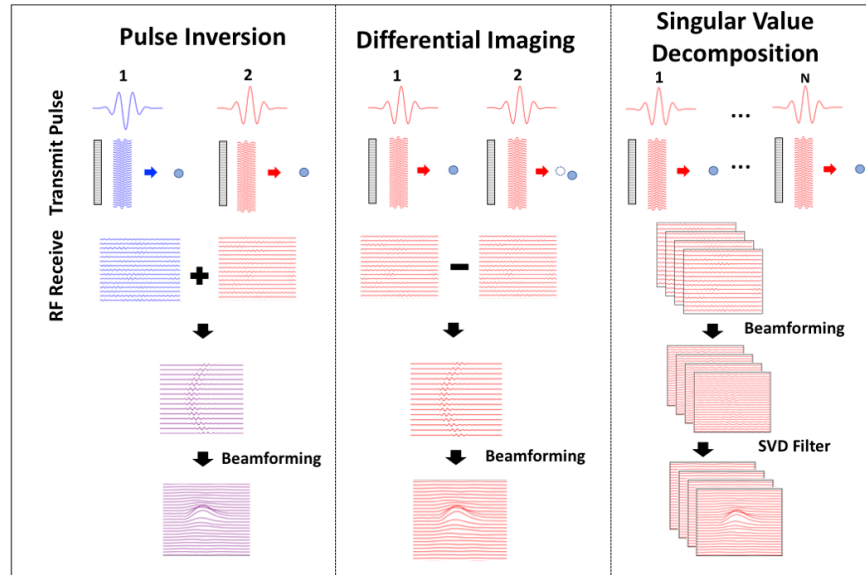 Pulse Inversion
Differential Imaging
Singular Value
Decomposition
1
2
1
2
1
N
...
...
Transmit Pulse
RF Receive
+
−
Beamforming
Beamforming
Beamforming
SVD Filter